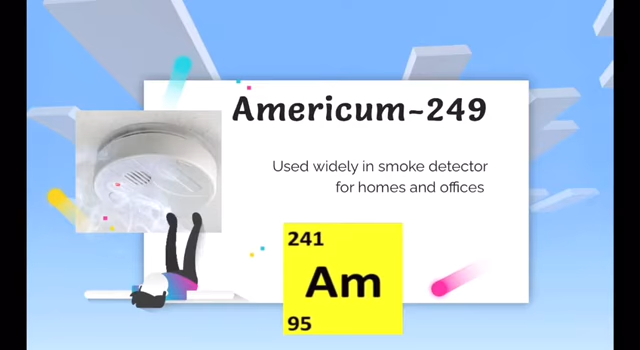 Americum-249
Used widely in smoke detector
for homes and offices
241
Am
95